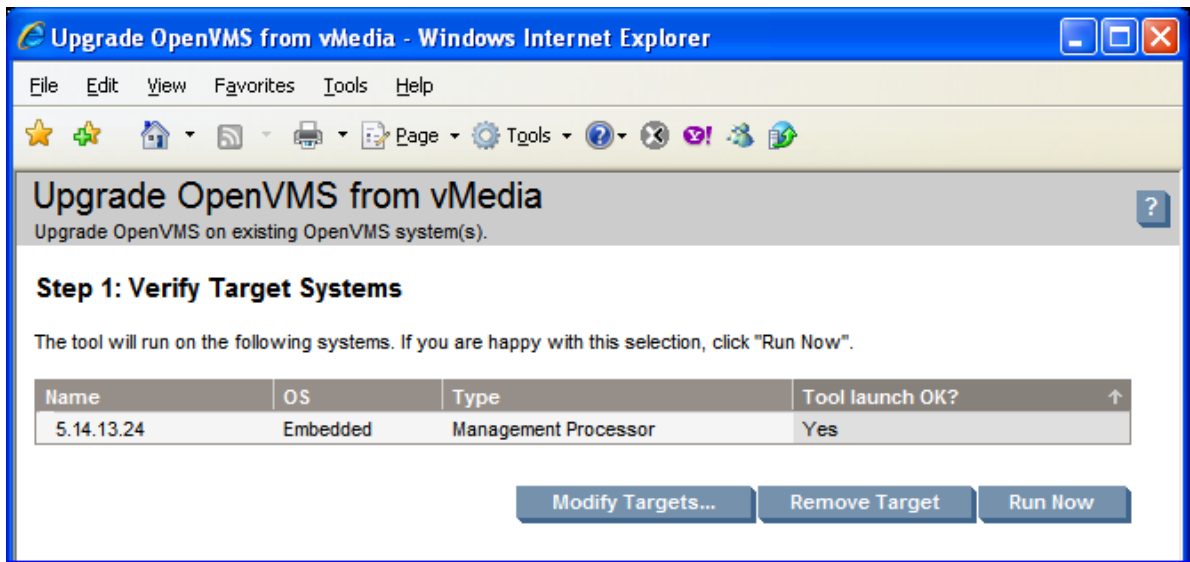 Upgrade OpenVMS from vMedia - Windows Internet Explorer
File Edit View Favorites Tools Help
Page Tools ? Y!
Upgrade OpenVMS from vMedia ?
Upgrade OpenVMS on existing OpenVMS system(s).
Step 1: Verify Target Systems
The tool will run on the following systems. If you are happy with this selection, click "Run Now".
Name OS Type Tool launch OK?
5.14.13.24 Embedded Management Processor Yes
Modify Targets... Remove Target Run Now